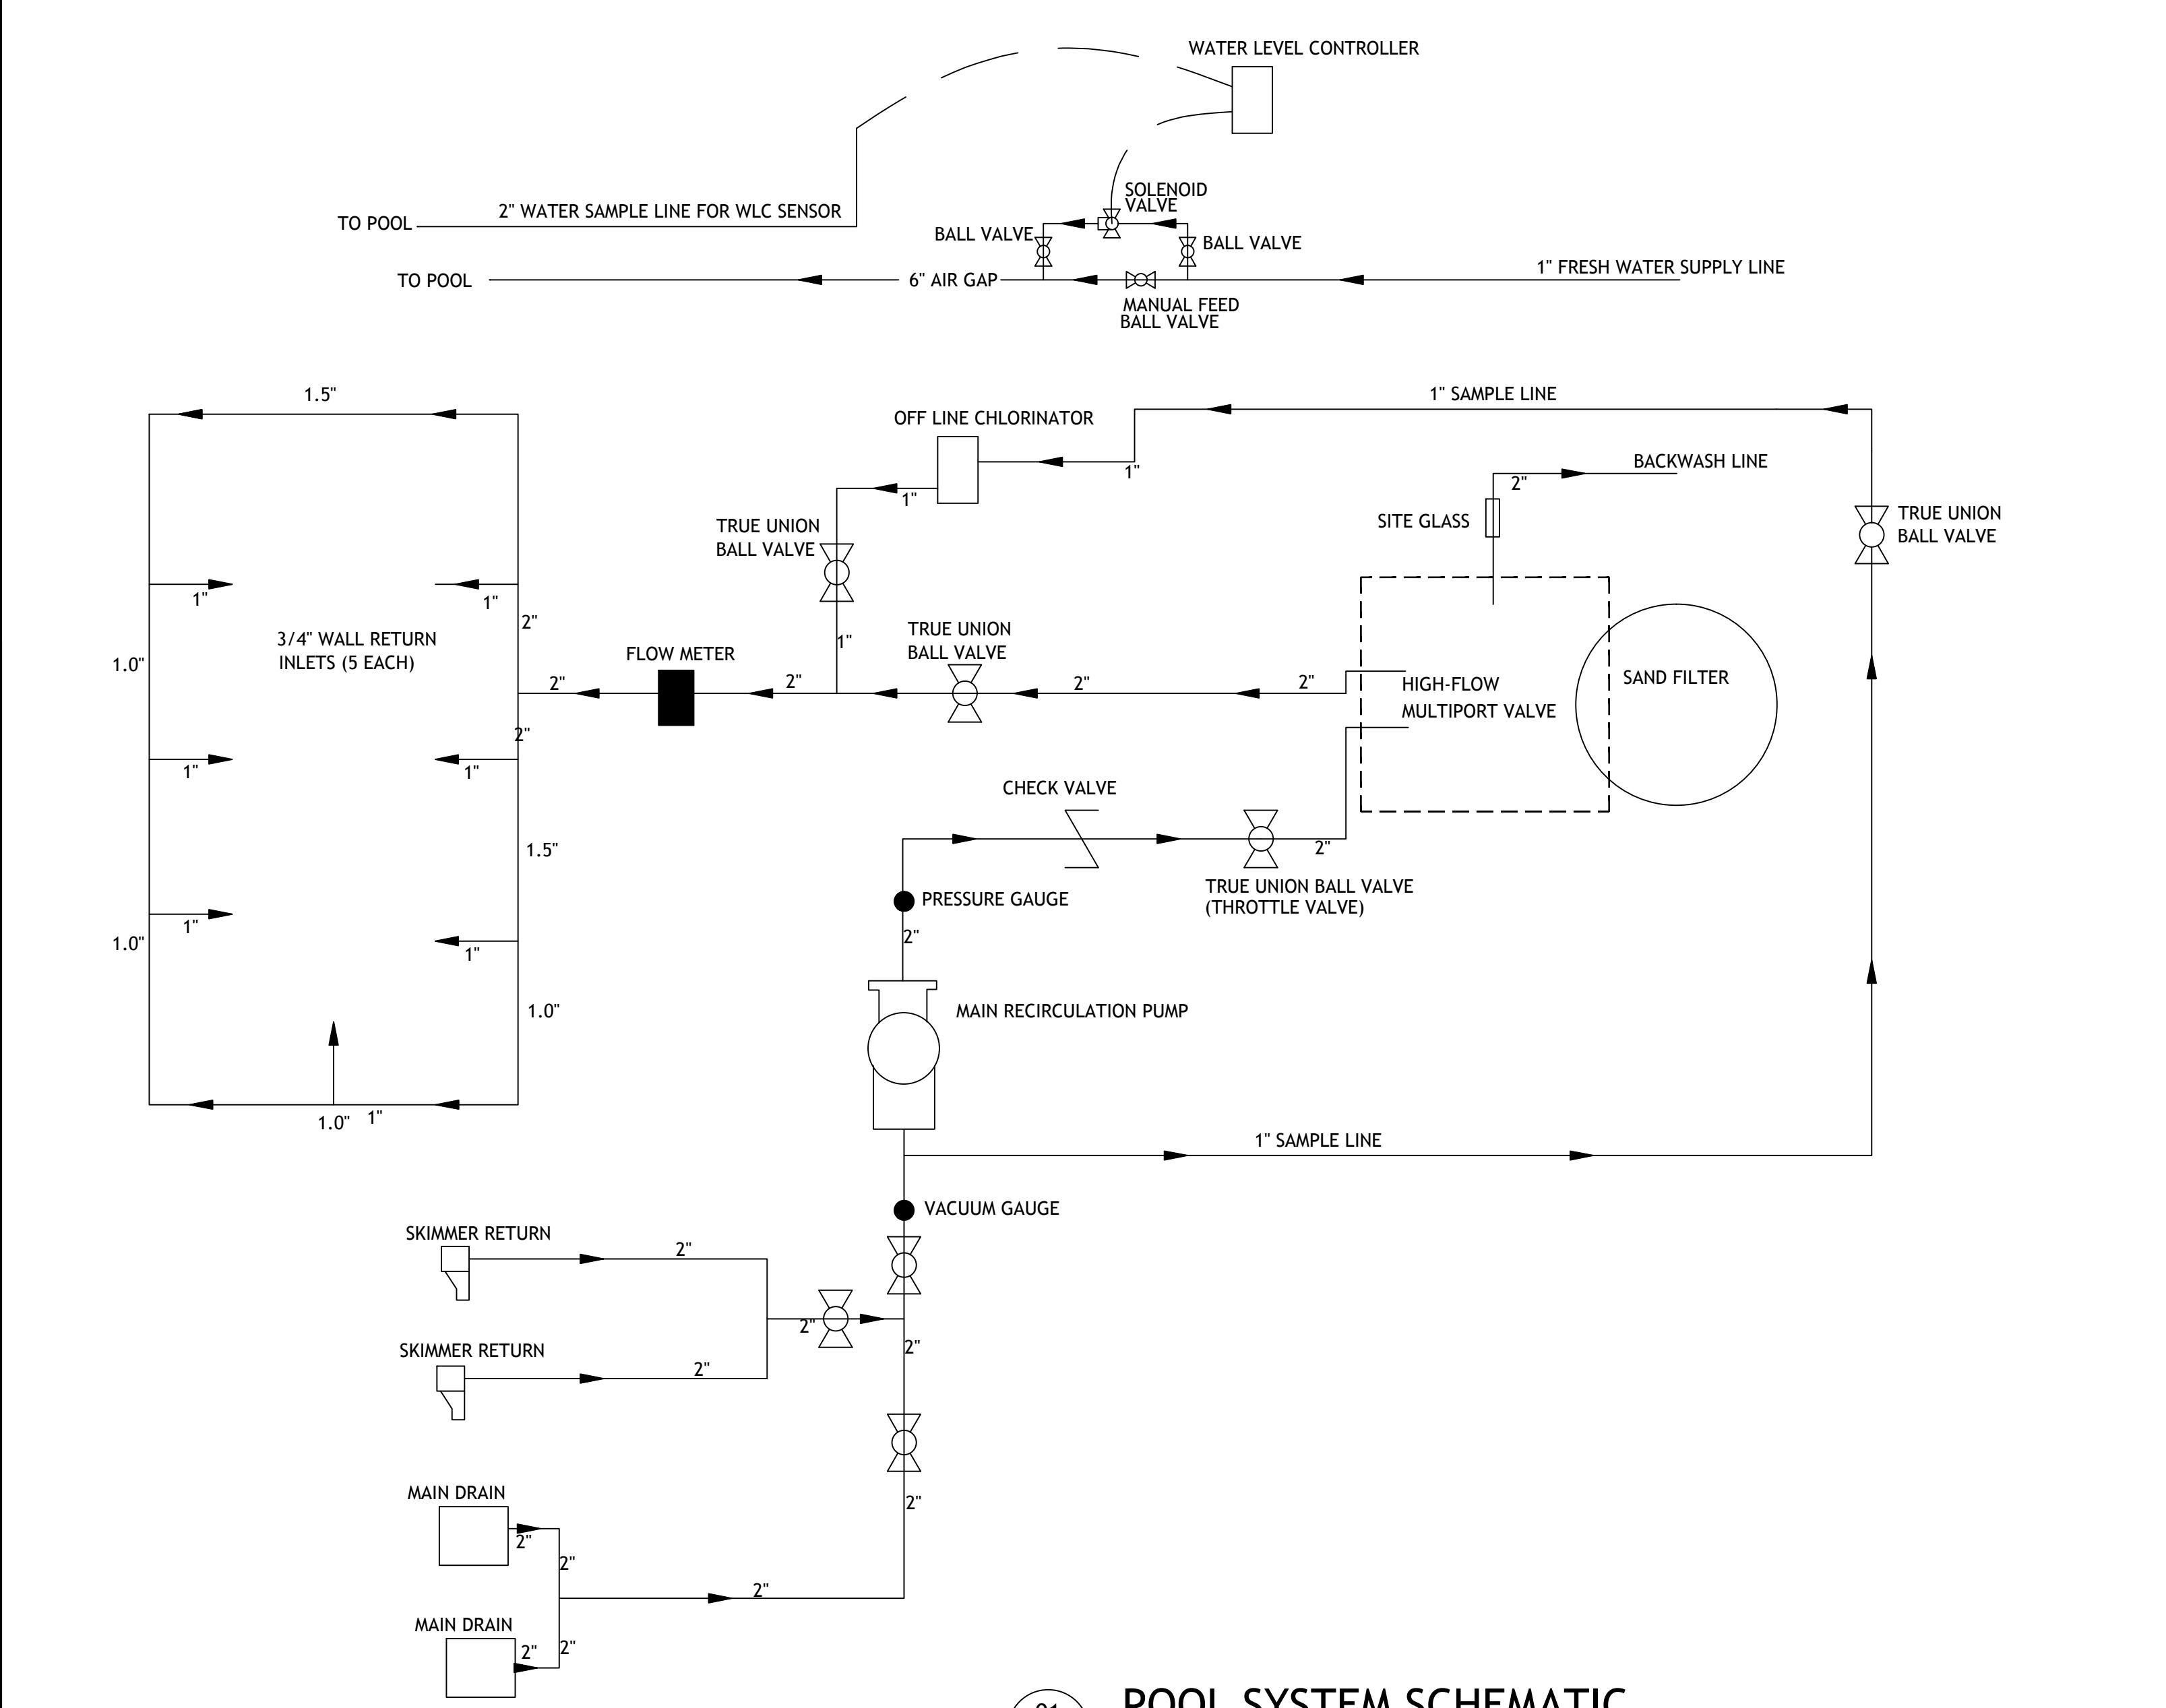 WATER LEVEL CONTROLLER
SOLENOID
VALVE
2" WATER SAMPLE LINE FOR WLC SENSOR
TO POOL
BALL VALVE
BALL VALVE
TO POOL
6" AIR GAP
1" FRESH WATER SUPPLY LINE
MANUAL FEED
BALL VALVE
1.5"
1" SAMPLE LINE
OFF LINE CHLORINATOR
1"
1"
BACKWASH LINE
2"
SITE GLASS
TRUE UNION
BALL VALVE
TRUE UNION
BALL VALVE
1"
1"
2"
3/4" WALL RETURN
INLETS (5 EACH)
1.0"
FLOW METER
1"
TRUE UNION
BALL VALVE
2"
2"
2"
2"
HIGH-FLOW
MULTIPORT VALVE
SAND FILTER
2"
1"
1"
CHECK VALVE
1.5"
2"
TRUE UNION BALL VALVE
(THROTTLE VALVE)
PRESSURE GAUGE
2"
1"
1.0"
1"
1.0"
MAIN RECIRCULATION PUMP
1.0"
1"
1" SAMPLE LINE
VACUUM GAUGE
SKIMMER RETURN
2"
2"
2"
SKIMMER RETURN
2"
MAIN DRAIN
2"
2"
2"
2"
MAIN DRAIN
2"
2"
POOL SYSTEM SCHEMATIC